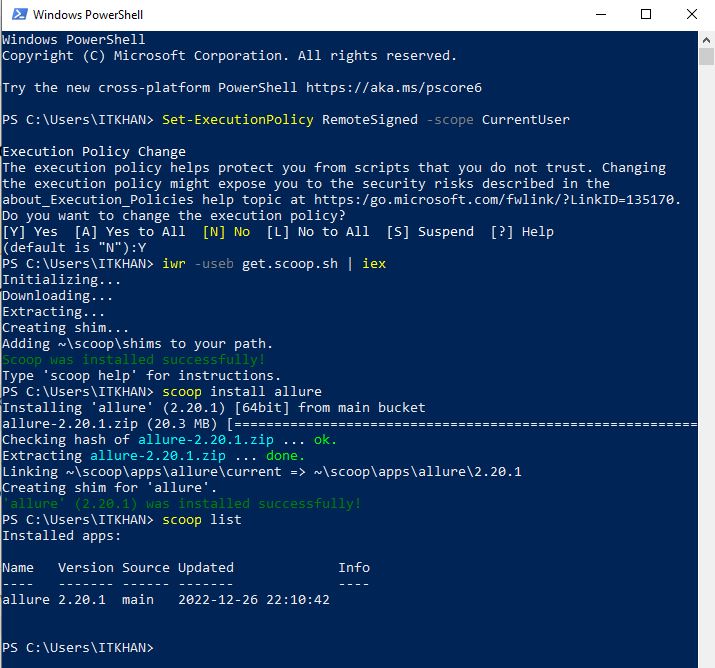 Windows PowerShell
Windows PowerShell
Copyright (C) Microsoft Corporation. All rights reserved.
Try the new cross-platform PowerShell https://aka.ms/pscore6
PS C:\Users\ITKHAN> Set-ExecutionPolicy RemoteSigned -scope CurrentUser
Execution Policy Change
The execution policy helps protect you from scripts that you do not trust. Changing
the execution policy might expose you to the security risks described in the
about_Execution_Policies help topic at https:/go.microsoft.com/fwlink/?LinkID=135170.
Do you want to change the execution policy?
[Y] Yes  [A] Yes to All  [N] No  [L] No to All  [S] Suspend  [?] Help
(default is "N"):Y
PS C:\Users\ITKHAN> iwr -useb get.scoop.sh | iex
Initializing...
Downloading...
Extracting...
Creating shim...
Adding ~\scoop\shims to your path.
Scoop was installed successfully!
Type 'scoop help' for instructions.
PS C:\Users\ITKHAN> scoop install allure
Installing 'allure' (2.20.1) [64bit] from main bucket
allure-2.20.1.zip (20.3 MB) [==========================================================
Checking hash of allure-2.20.1.zip ... ok.
Extracting allure-2.20.1.zip ... done.
Linking ~\scoop\apps\allure\current => ~\scoop\apps\allure\2.20.1
Creating shim for 'allure'.
'allure' (2.20.1) was installed successfully!
PS C:\Users\ITKHAN> scoop list
Installed apps:
Name   Version Source Updated             Info
----   ------- ------ -------             ----
allure 2.20.1  main   2022-12-26 22:10:42
PS C:\Users\ITKHAN>